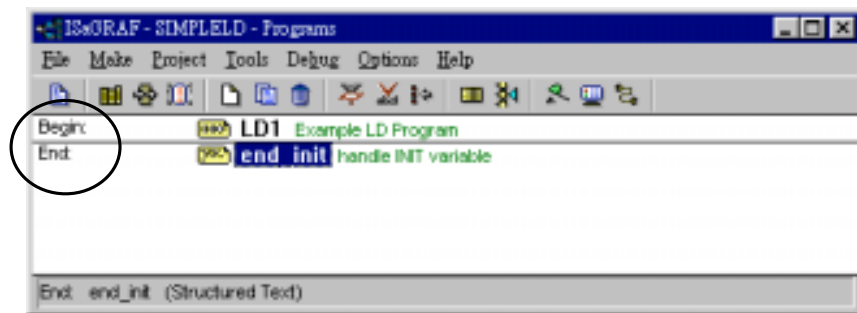 ISaGRAF - SIMPLELD - Programs
File Make Project Tools Debug Options Help
Begin: LD1 Example LD Program
End: end_init handle INIT variable
End: end_init (Structured Text)